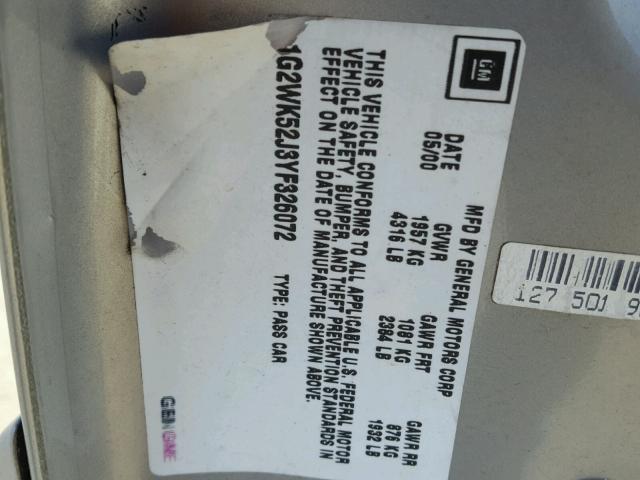 GM
MFD BY GENERAL MOTORS CORP
DATE GVWR GAWR FRT GAWR RR
05/00 1957 KG 1081 KG 876 KG
4316 LB 2384 LB 1932 LB
THIS VEHICLE CONFORMS TO ALL APPLICABLE U.S. FEDERAL MOTOR
VEHICLE SAFETY, BUMPER, AND THEFT PREVENTION STANDARDS IN
EFFECT ON THE DATE OF MANUFACTURE SHOWN ABOVE.
1G2WK52J3YF326072 TYPE: PASS CAR
127 501 9